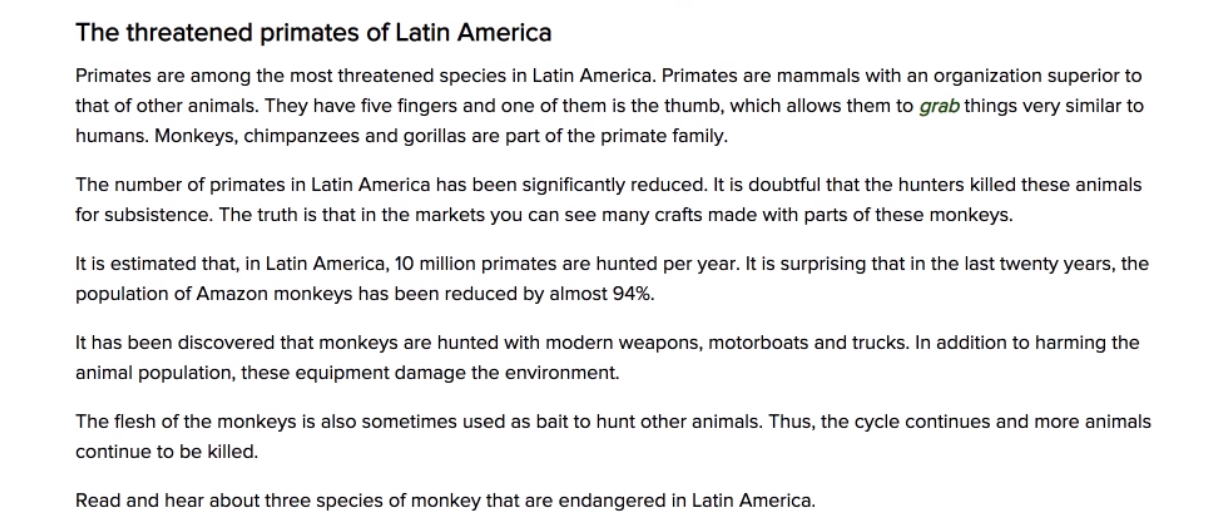 The threatened primates of Latin America
Primates are among the most threatened species in Latin America. Primates are mammals with an organization superior to
that of other animals. They have five fingers and one of them is the thumb, which allows them to grab things very similar to
humans. Monkeys, chimpanzees and gorillas are part of the primate family.
The number of primates in Latin America has been significantly reduced. It is doubtful that the hunters killed these animals
for subsistence. The truth is that in the markets you can see many crafts made with parts of these monkeys.
It is estimated that, in Latin America, 10 million primates are hunted per year. It is surprising that in the last twenty years, the
population of Amazon monkeys has been reduced by almost 94%.
It has been discovered that monkeys are hunted with modern weapons, motorboats and trucks. In addition to harming the
animal population, these equipment damage the environment.
The flesh of the monkeys is also sometimes used as bait to hunt other animals. Thus, the cycle continues and more animals
continue to be killed.
Read and hear about three species of monkey that are endangered in Latin America.